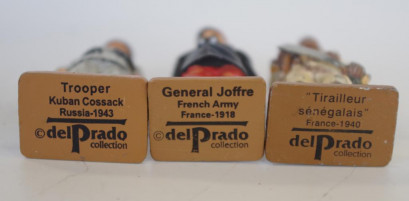 Trooper
Kuban Cossack
Russia-1943
©delPrado
collection
General Joffre
French Army
France-1918
©delPrado
collection
"Tirailleur
sénégalais"
France-1940
delPrado
collection